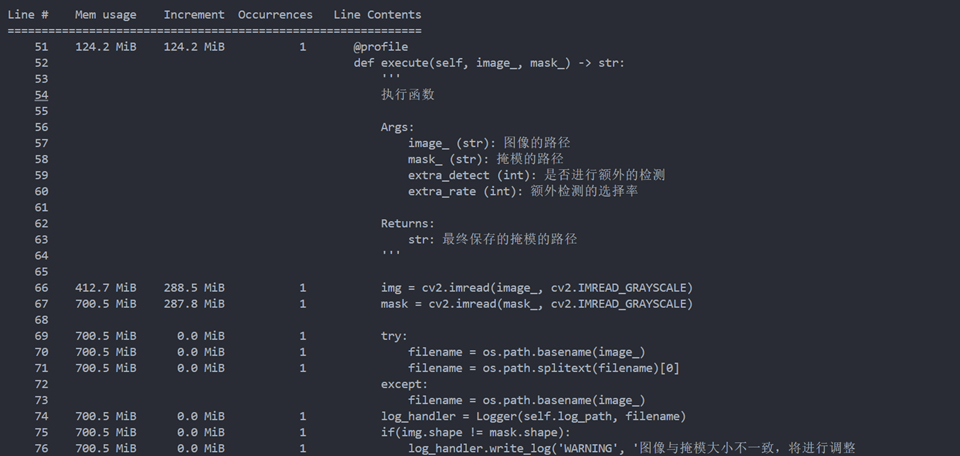 Line # Mem usage Increment Occurrences Line Contents
=============================================================
51 124.2 MiB 124.2 MiB 1 @profile
52 def execute(self, image_, mask_) -> str:
53 '''
54 执行函数
55
56 Args:
57 image_ (str): 图像的路径
58 mask_ (str): 掩模的路径
59 extra_detect (int): 是否进行额外的检测
60 extra_rate (int): 额外检测的选择率
61
62 Returns:
63 str: 最终保存的掩模的路径
64 '''
65
66 412.7 MiB 288.5 MiB 1 img = cv2.imread(image_, cv2.IMREAD_GRAYSCALE)
67 700.5 MiB 287.8 MiB 1 mask = cv2.imread(mask_, cv2.IMREAD_GRAYSCALE)
68
69 700.5 MiB 0.0 MiB 1 try:
70 700.5 MiB 0.0 MiB 1 filename = os.path.basename(image_)
71 700.5 MiB 0.0 MiB 1 filename = os.path.splitext(filename)[0]
72 except:
73 filename = os.path.basename(image_)
74 700.5 MiB 0.0 MiB 1 log_handler = Logger(self.log_path, filename)
75 700.5 MiB 0.0 MiB 1 if(img.shape != mask.shape):
76 700.5 MiB 0.0 MiB 1 log_handler.write_log('WARNING', '图像与掩模大小不一致，将进行调整